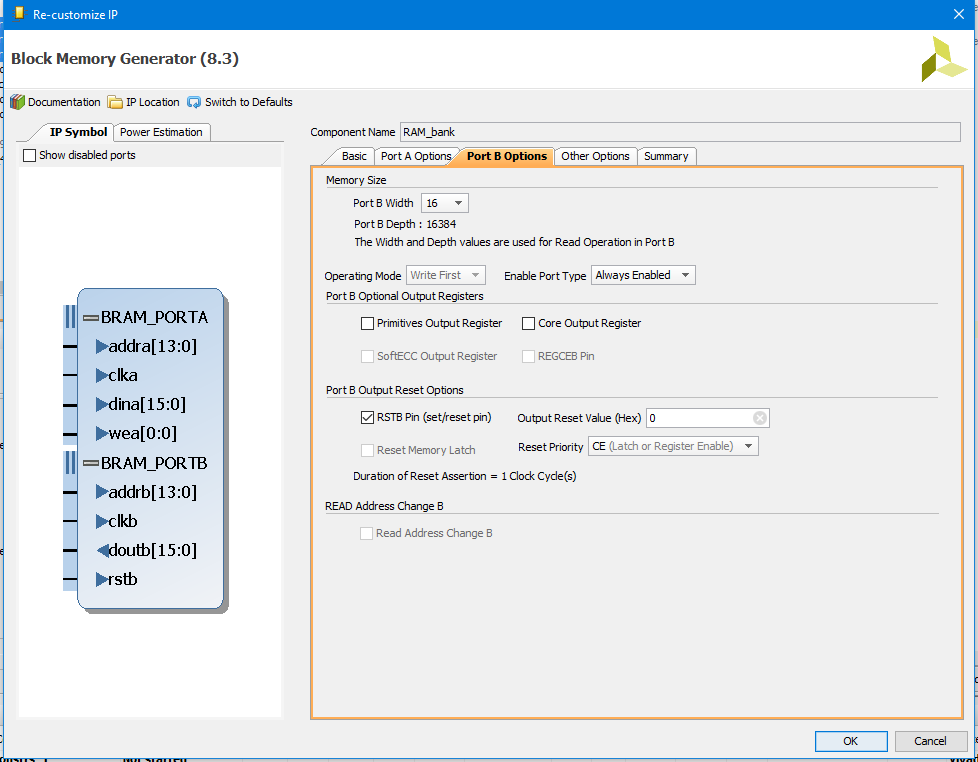 Re-customize IP
Block Memory Generator (8.3)
Documentation IP Location Switch to Defaults
IP Symbol Power Estimation
Show disabled ports
BRAM_PORTA
addra[13:0]
clka
dina[15:0]
wea[0:0]
BRAM_PORTB
addrb[13:0]
clkb
doutb[15:0]
rstb
Component Name RAM_bank
Basic Port A Options Port B Options Other Options Summary
Memory Size
Port B Width 16
Port B Depth : 16384
The Width and Depth values are used for Read Operation in Port B
Operating Mode Write First Enable Port Type Always Enabled
Port B Optional Output Registers
Primitives Output Register Core Output Register
SoftECC Output Register REGCEB Pin
Port B Output Reset Options
RSTB Pin (set/reset pin) Output Reset Value (Hex) 0
Reset Memory Latch Reset Priority CE (Latch or Register Enable)
Duration of Reset Assertion = 1 Clock Cycle(s)
READ Address Change B
Read Address Change B
OK Cancel